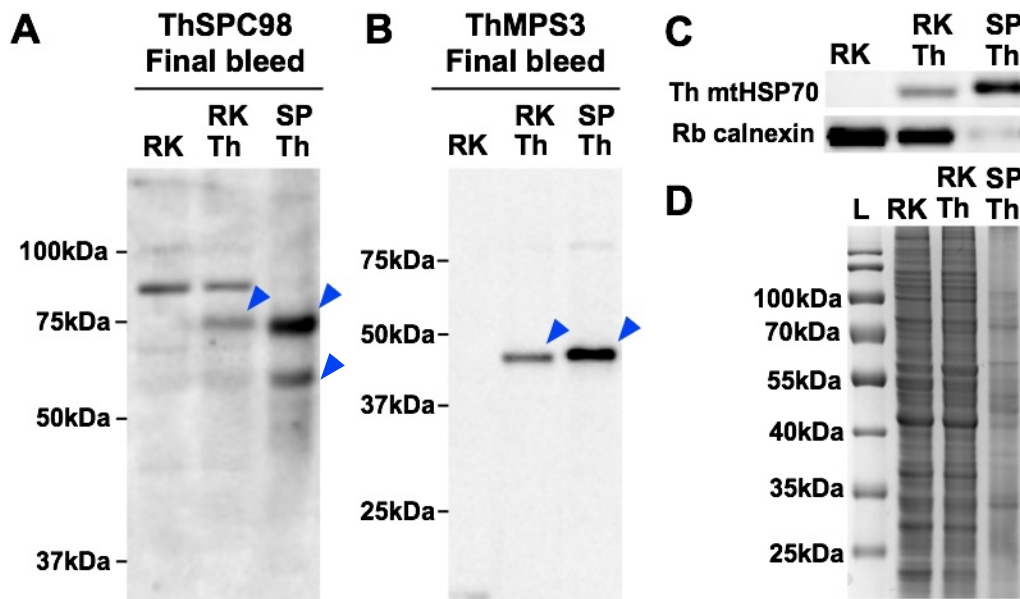 A
ThSPC98
Final bleed
RK
RK
Th
SP
Th
100kDa
75kDa
50kDa
37kDa
B
ThMPS3
Final bleed
RK
RK
Th
SP
Th
75kDa
50kDa
37kDa
25kDa
C
RK
RK
Th
SP
Th
Th mtHSP70
Rb calnexin
D
L
RK
RK
Th
SP
Th
100kDa
70kDa
55kDa
40kDa
35kDa
25kDa